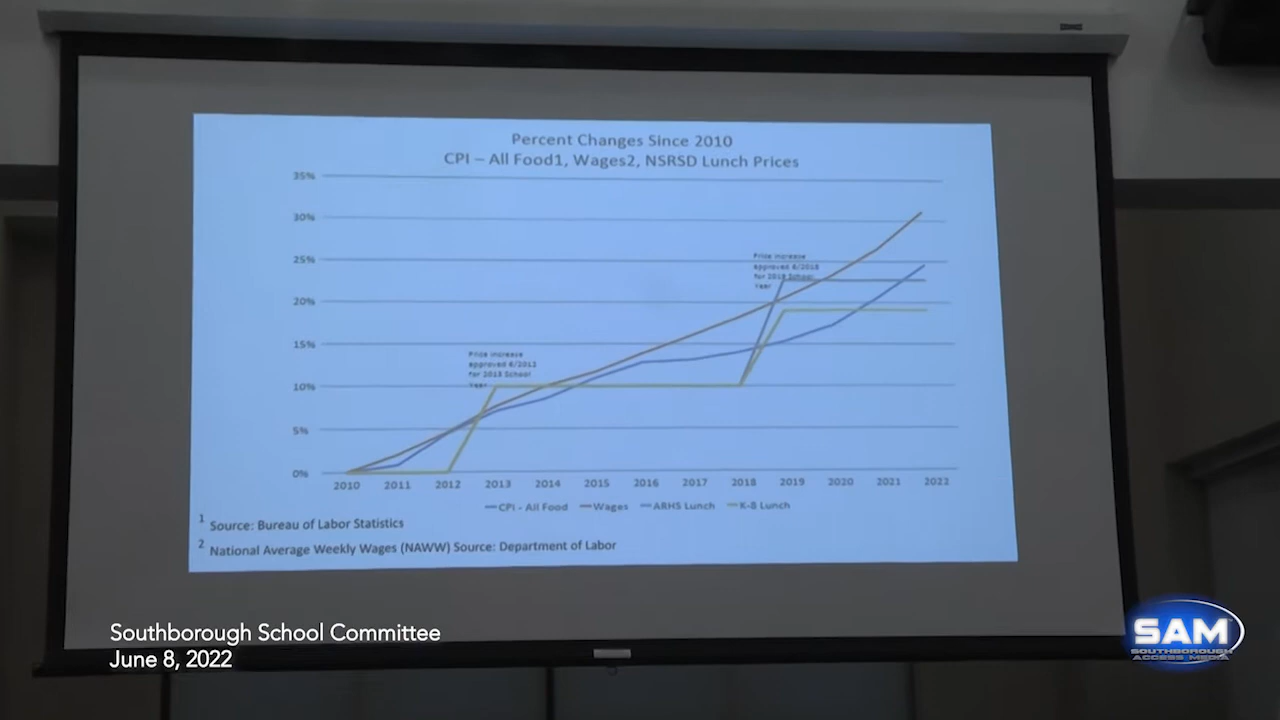 Percent Changes Since 2010
CPI – All Food1, Wages2, NSRSD Lunch Prices
35%
30%
25%
20%
15%
10%
5%
0%
Price increase
approved 6/2018
for 2019 School
Year
Price increase
approved 6/2012
for 2013 School
Year
2010 2011 2012 2013 2014 2015 2016 2017 2018 2019 2020 2021 2022
CPI - All Food Wages ARHS Lunch K-8 Lunch
1 Source: Bureau of Labor Statistics
2 National Average Weekly Wages (NAWW) Source: Department of Labor
Southborough School Committee
June 8, 2022
SAM
SOUTHBOROUGH
ACCESS MEDIA